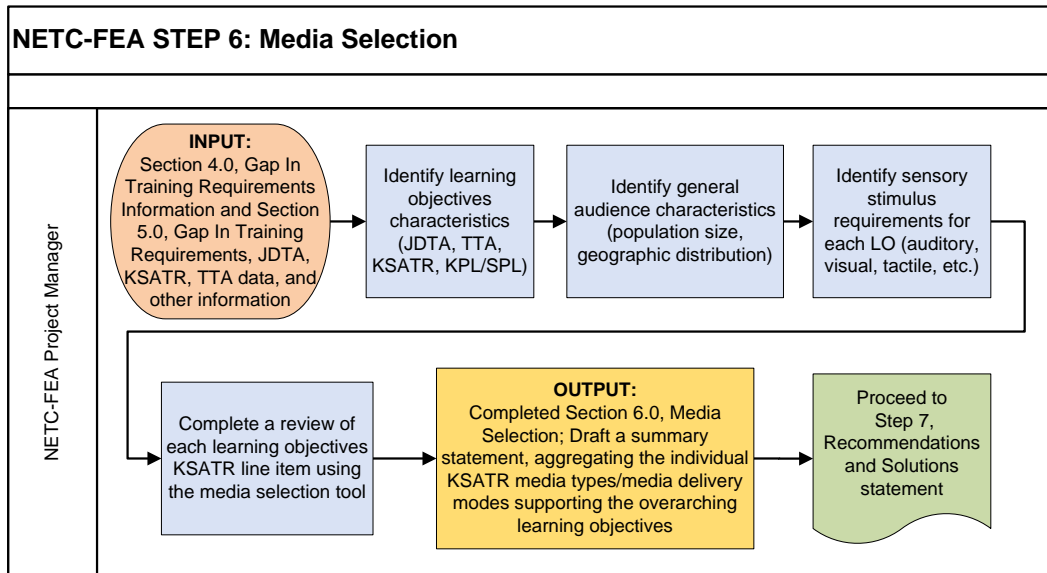 NETC-FEA STEP 6: Media Selection
NETC-FEA Project Manager
INPUT:
Section 4.0, Gap In
Training Requirements
Information and Section
5.0, Gap In Training
Requirements, JDTA,
KSATR, TTA data, and
other information
Identify learning
objectives
characteristics
(JDTA, TTA,
KSATR, KPL/SPL)
Identify general
audience characteristics
(population size,
geographic distribution)
Identify sensory
stimulus
requirements for
each LO (auditory,
visual, tactile, etc.)
Complete a review of
each learning objectives
KSATR line item using
the media selection tool
OUTPUT:
Completed Section 6.0, Media
Selection; Draft a summary
statement, aggregating the individual
KSATR media types/media delivery
modes supporting the overarching
learning objectives
Proceed to
Step 7,
Recommendations
and Solutions
statement